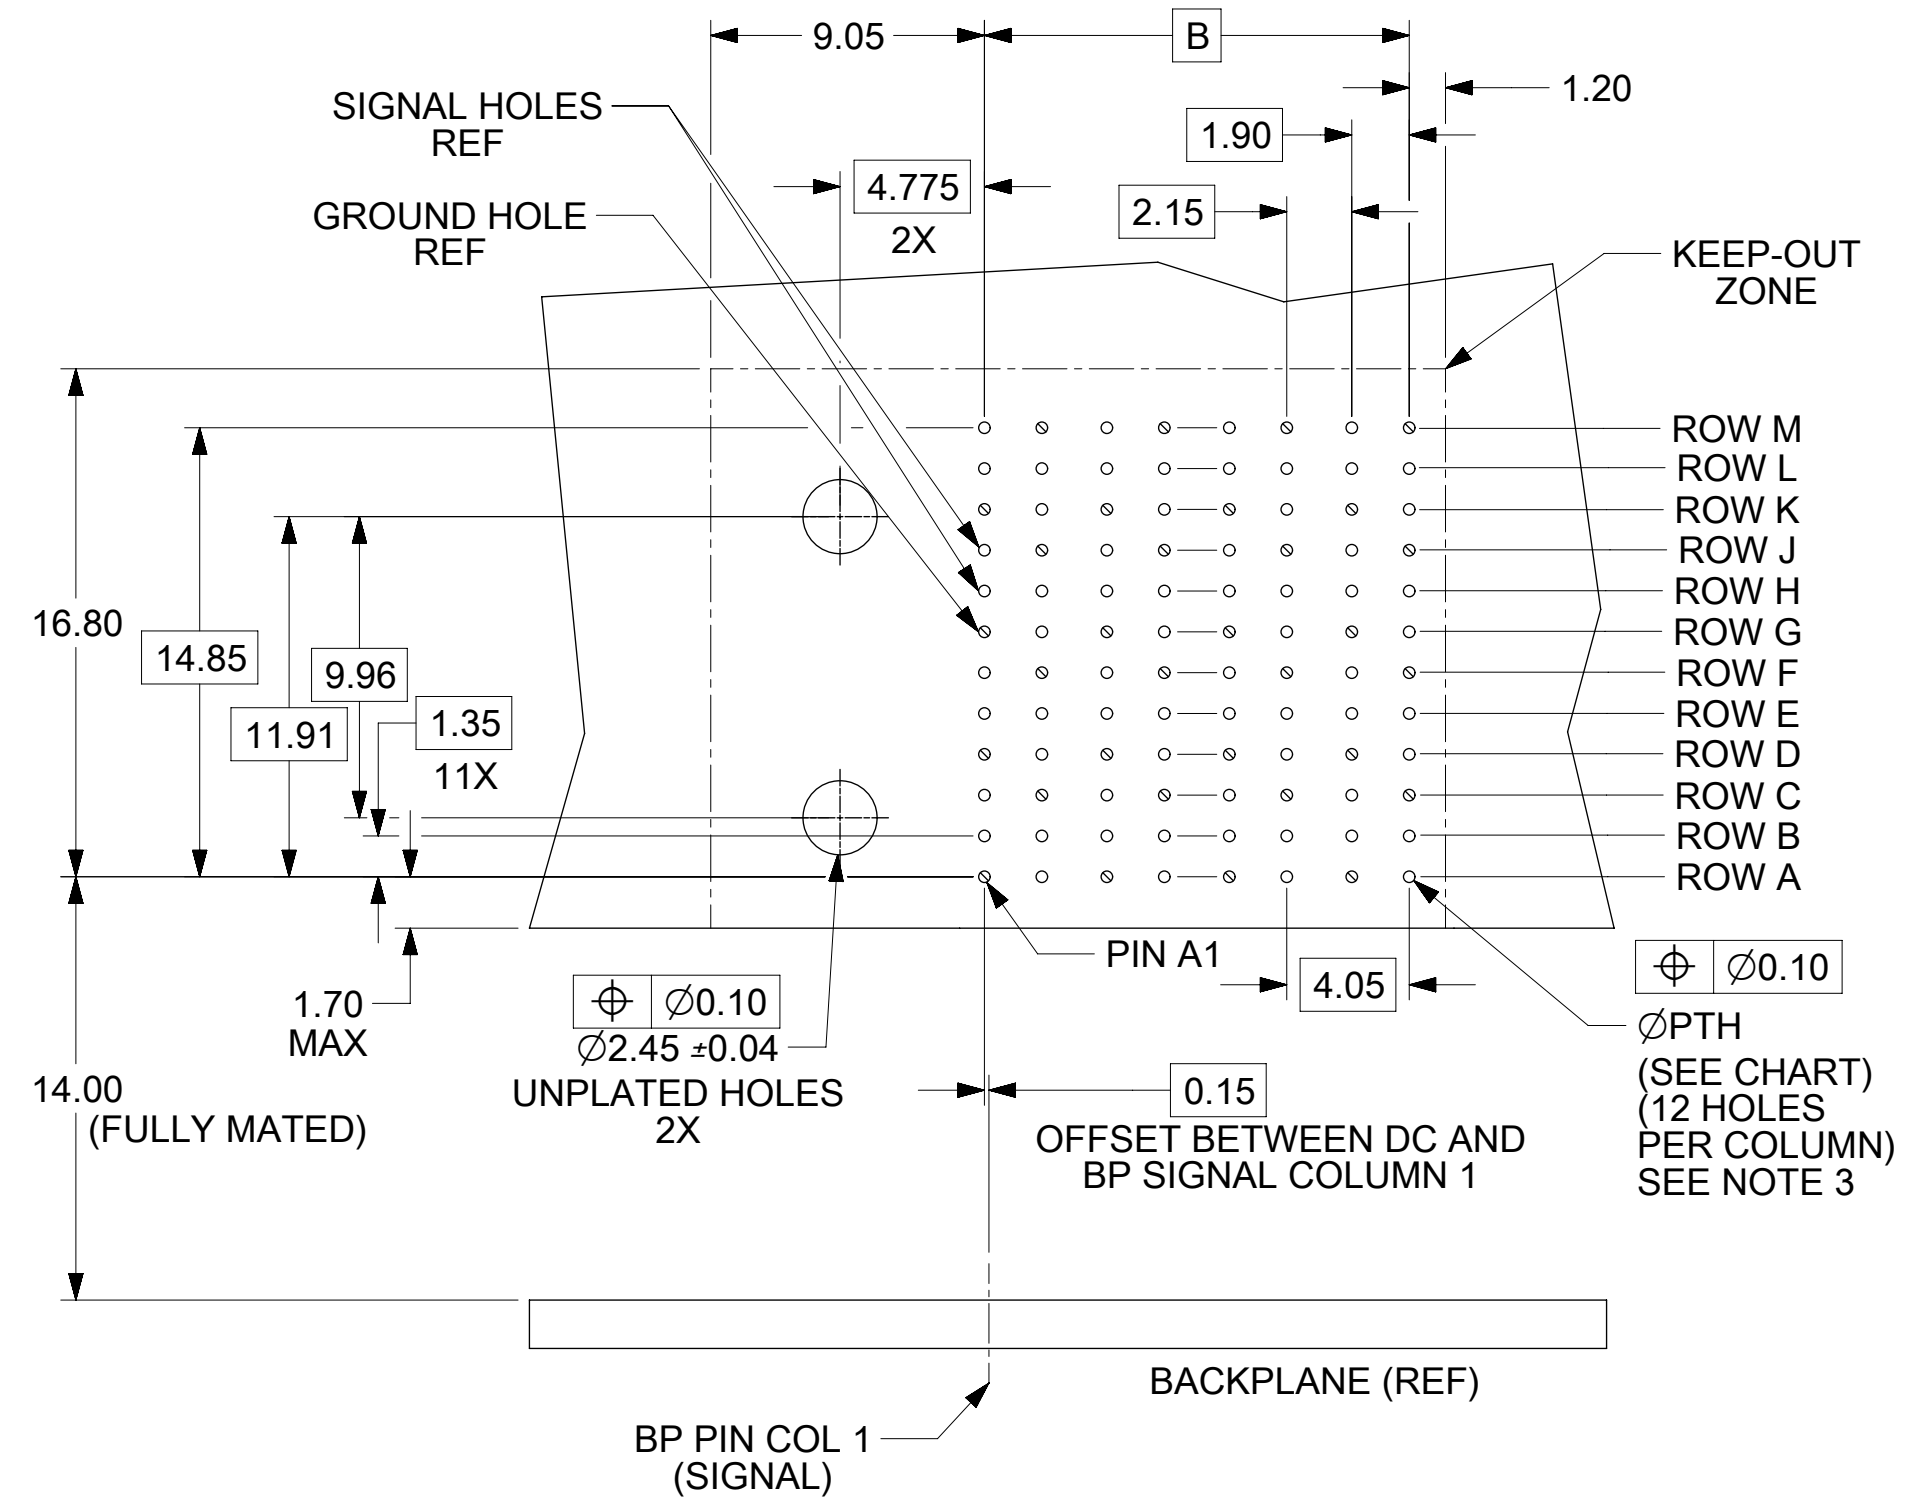 9.05
B
1.20
SIGNAL HOLES
REF
1.90
4.775
2X
2.15
GROUND HOLE
REF
KEEP-OUT
ZONE
ROW M
ROW L
ROW K
ROW J
ROW H
ROW G
ROW F
ROW E
ROW D
ROW C
ROW B
ROW A
16.80
14.85
9.96
11.91
1.35
11X
PIN A1
1.70
MAX
⌖ ∅0.10
∅2.45 ±0.04
UNPLATED HOLES
2X
4.05
⌖ ∅0.10
∅PTH
(SEE CHART)
(12 HOLES
PER COLUMN)
SEE NOTE 3
14.00
(FULLY MATED)
0.15
OFFSET BETWEEN DC AND
BP SIGNAL COLUMN 1
BACKPLANE (REF)
BP PIN COL 1
(SIGNAL)